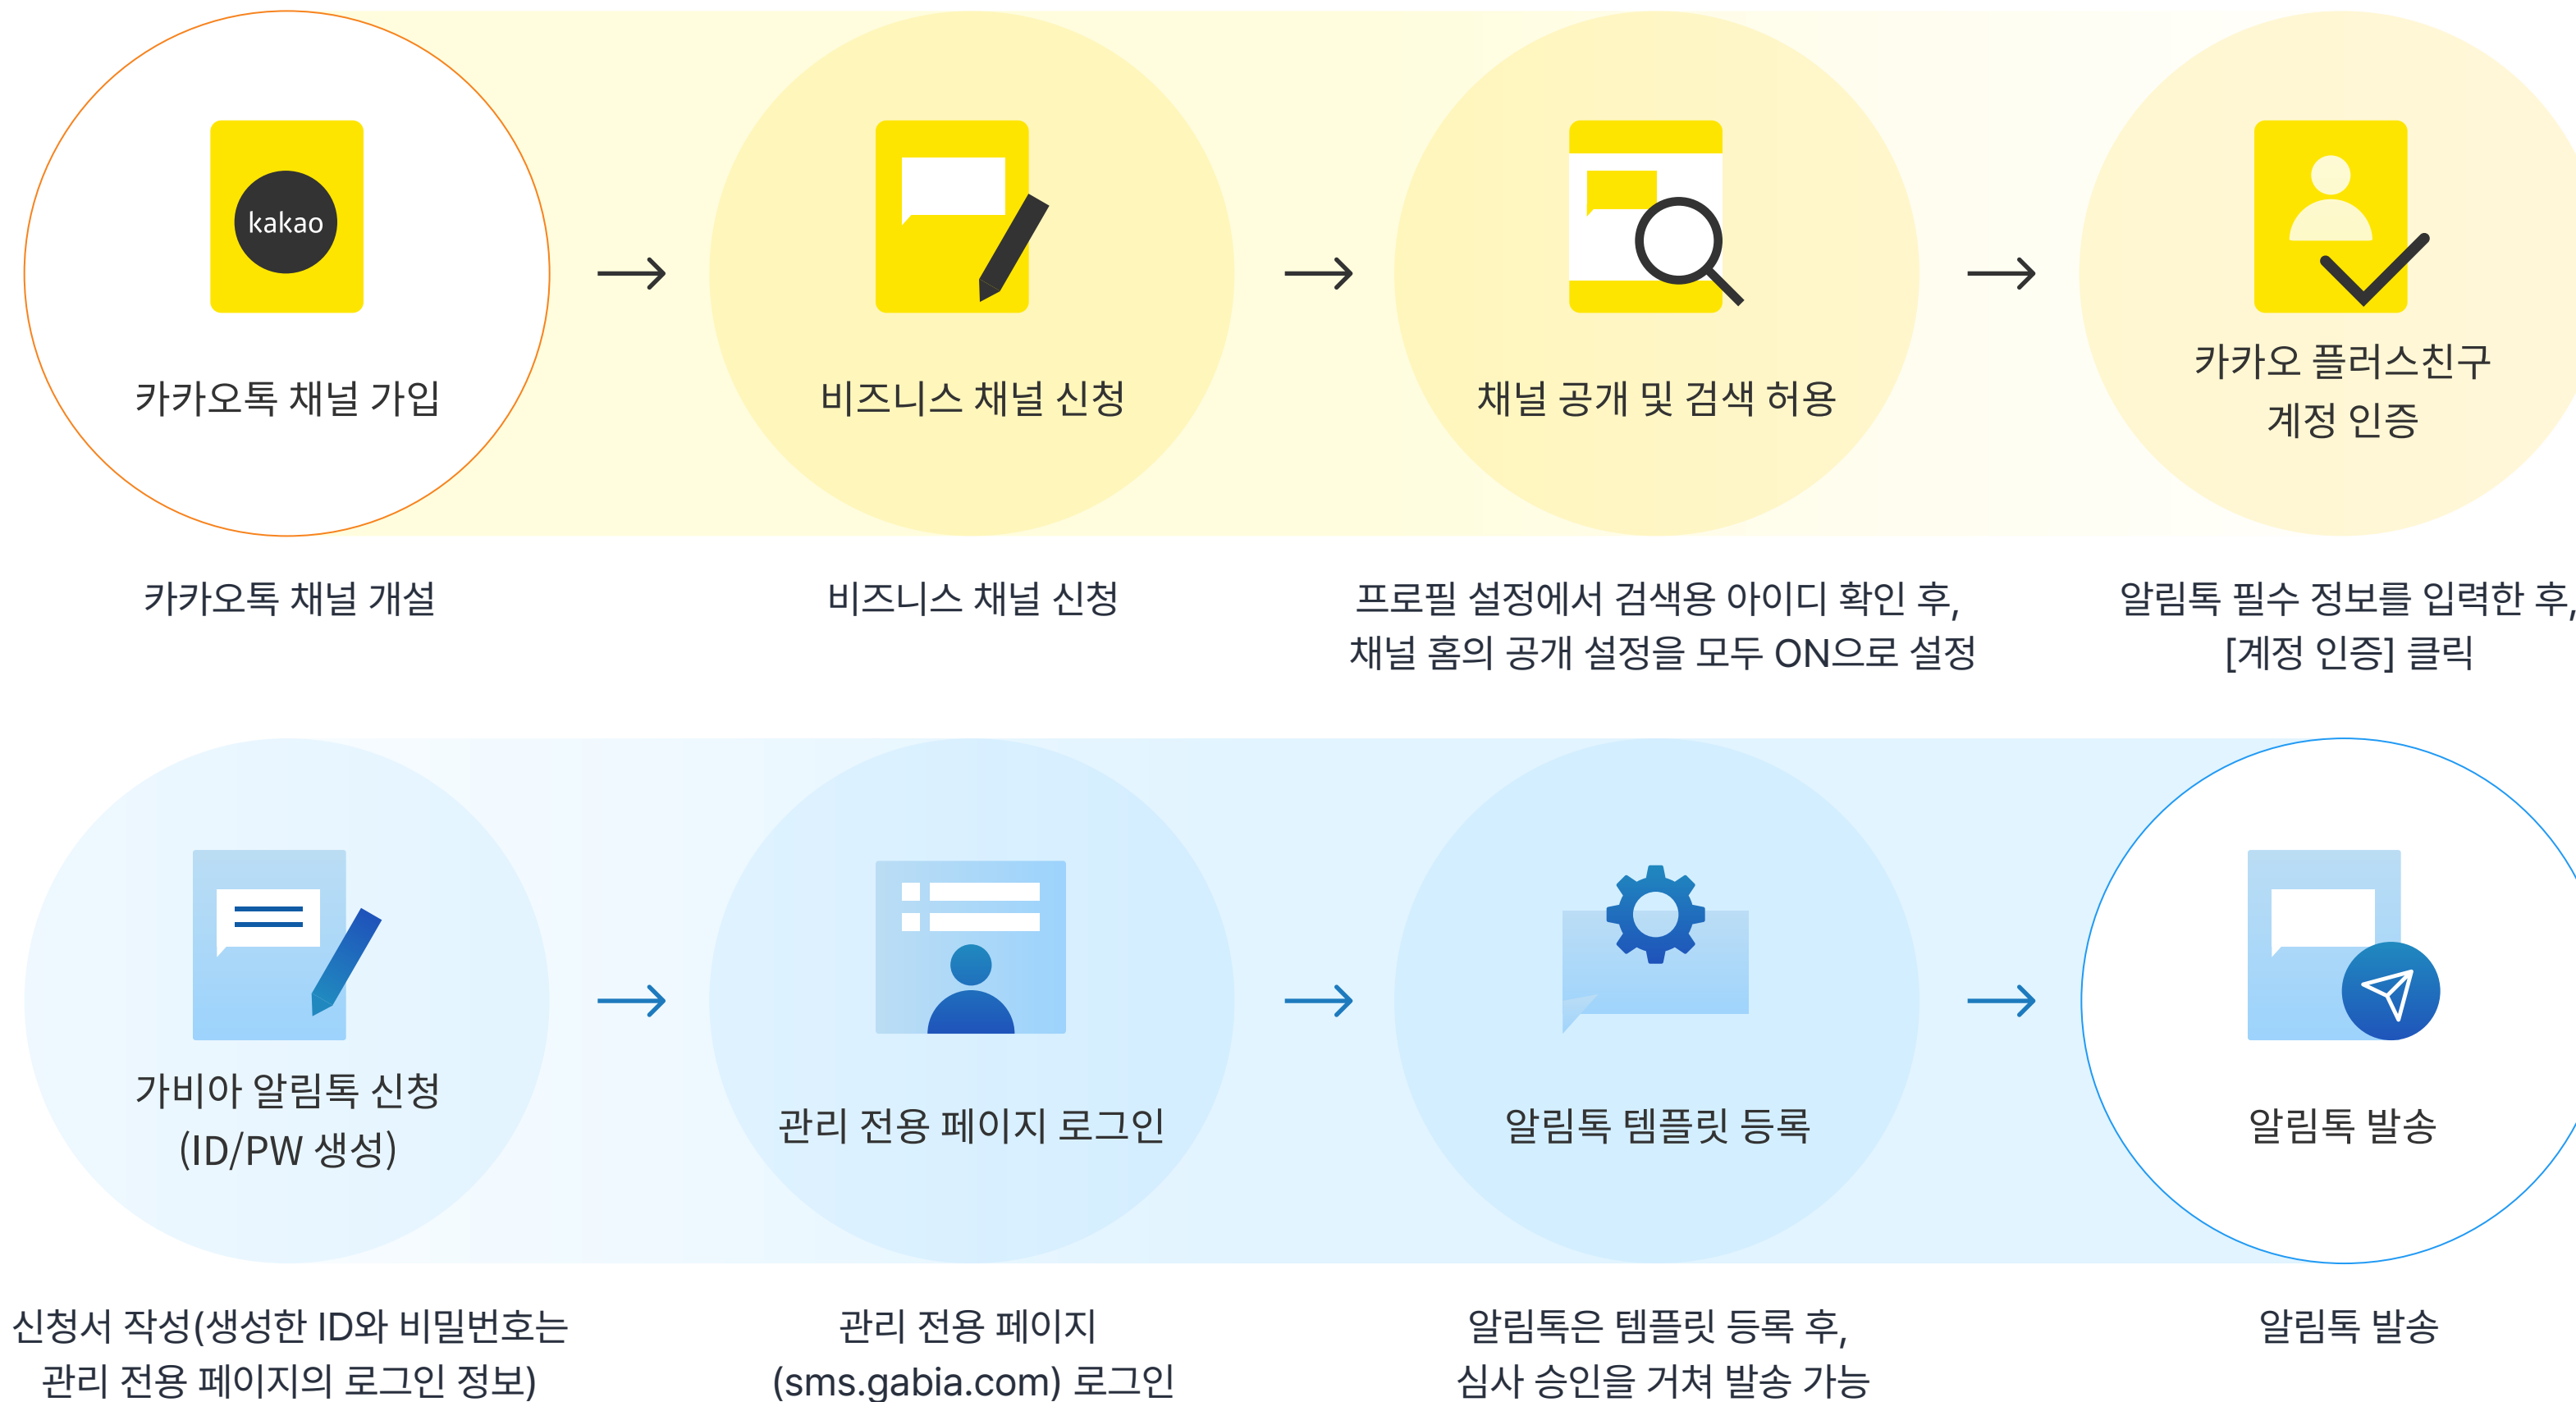 kakao
카카오톡 채널 가입
비즈니스 채널 신청
채널 공개 및 검색 허용
카카오 플러스친구
계정 인증
카카오톡 채널 개설
비즈니스 채널 신청
프로필 설정에서 검색용 아이디 확인 후,
채널 홈의 공개 설정을 모두 ON으로 설정
알림톡 필수 정보를 입력한 후,
[계정 인증] 클릭
가비아 알림톡 신청
(ID/PW 생성)
관리 전용 페이지 로그인
알림톡 템플릿 등록
알림톡 발송
신청서 작성(생성한 ID와 비밀번호는
관리 전용 페이지의 로그인 정보)
관리 전용 페이지
(sms.gabia.com) 로그인
알림톡은 템플릿 등록 후,
심사 승인을 거쳐 발송 가능
알림톡 발송